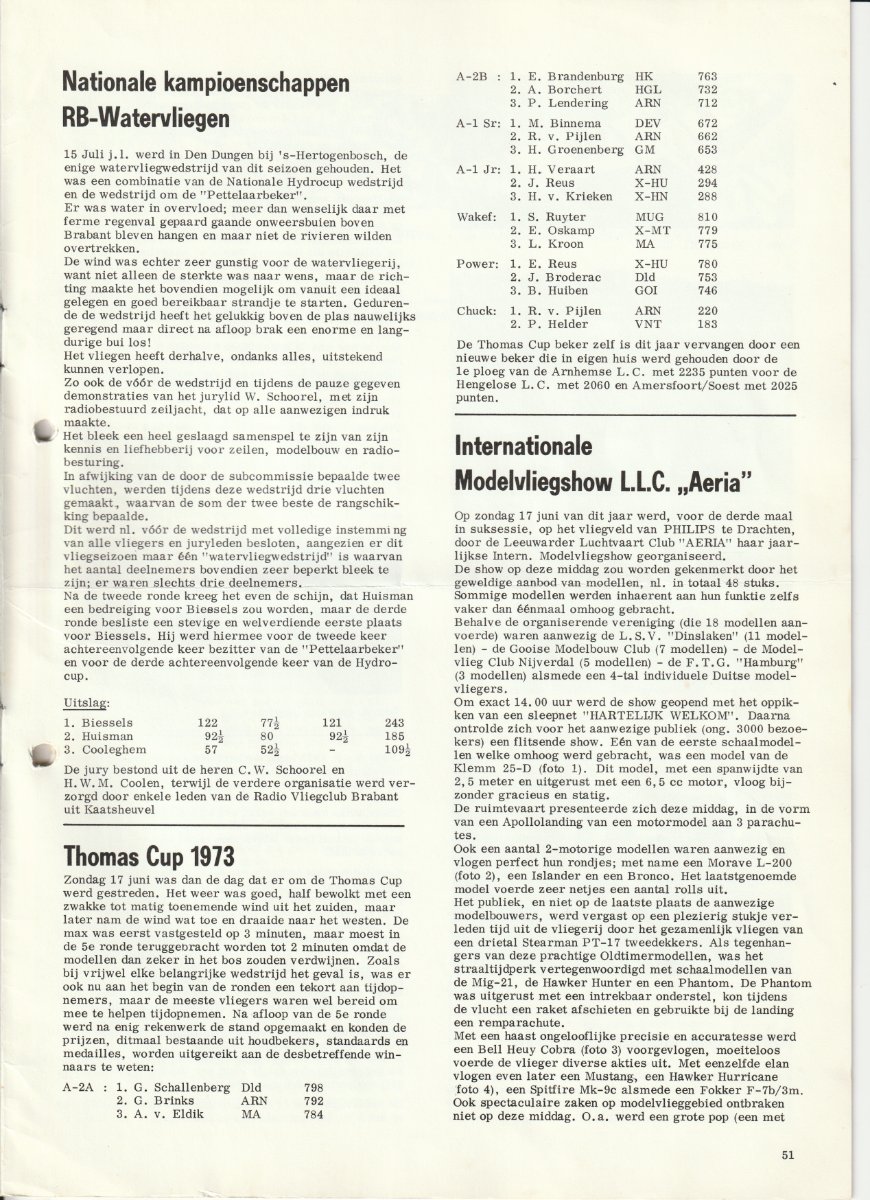 Nationale kampioenschappen
RB-Watervliegen
15 Juli j.l. werd in Den Dungen bij 's-Hertogenbosch, de
enige watervliegwedstrijd van dit seizoen gehouden. Het
was een combinatie van de Nationale Hydrocup wedstrijd
en de wedstrijd om de "Pettelaarbeker".
Er was water in overvloed; meer dan wenselijk daar met
ferme regenval gepaard gaande onweersbuien boven
Brabant bleven hangen en maar niet de rivieren wilden
overtrekken.
De wind was echter zeer gunstig voor de watervliegerij,
want niet alleen de sterkte was naar wens, maar de rich-
ting maakte het bovendien mogelijk om vanuit een ideaal
gelegen en goed bereikbaar strandje te starten. Geduren-
de de wedstrijd heeft het gelukkig boven de plas nauwelijks
geregend maar direct na afloop brak een enorme en lang-
durige bui los!
Het vliegen heeft derhalve, ondanks alles, uitstekend
kunnen verlopen.
Zo ook de vóór de wedstrijd en tijdens de pauze gegeven
demonstraties van het jurylid W. Schoorel, met zijn
radiobestuurd zeiljacht, dat op alle aanwezigen indruk
maakte.
Het bleek een heel geslaagd samenspel te zijn van zijn
kennis en liefhebberij voor zeilen, modelbouw en radio-
besturing.
In afwijking van de door de subcommissie bepaalde twee
vluchten, werden tijdens deze wedstrijd drie vluchten
gemaakt, waarvan de som der twee beste de rangschik-
king bepaalde.
Dit werd nl. vóór de wedstrijd met volledige instemming
van alle vliegers en juryleden besloten, aangezien er dit
vliegseizoen maar één "watervliegwedstrijd" is waarvan
het aantal deelnemers bovendien zeer beperkt bleek te
zijn; er waren slechts drie deelnemers.
Na de tweede ronde kreeg het even de schijn, dat Huisman
een bedreiging voor Biessels zou worden, maar de derde
ronde besliste een stevige en welverdiende eerste plaats
voor Biessels. Hij werd hiermee voor de tweede keer
achtereenvolgende keer bezitter van de "Pettelaarbeker"
en voor de derde achtereenvolgende keer van de Hydro-
cup.
Uitslag:
1. Biessels 122 77½ 121 243
2. Huisman 92½ 80 92½ 185
3. Cooleghem 57 52½ - 109½
De jury bestond uit de heren C.W. Schoorel en
H.W.M. Coolen, terwijl de verdere organisatie werd ver-
zorgd door enkele leden van de Radio Vliegclub Brabant
uit Kaatsheuvel
Thomas Cup 1973
Zondag 17 juni was dan de dag dat er om de Thomas Cup
werd gestreden. Het weer was goed, half bewolkt met een
zwakke tot matig toenemende wind uit het zuiden, maar
later nam de wind wat toe en draaide naar het westen. De
max was eerst vastgesteld op 3 minuten, maar moest in
de 5e ronde teruggebracht worden tot 2 minuten omdat de
modellen dan zeker in het bos zouden verdwijnen. Zoals
bij vrijwel elke belangrijke wedstrijd het geval is, was er
ook nu aan het begin van de ronden een tekort aan tijdop-
nemers, maar de meeste vliegers waren wel bereid om
mee te helpen tijdopnemen. Na afloop van de 5e ronde
werd na enig rekenwerk de stand opgemaakt en konden de
prijzen, ditmaal bestaande uit houdbekers, standaards en
medailles, worden uitgereikt aan de desbetreffende win-
naars te weten:
A-2A : 1. G. Schallenberg Dld 798
2. G. Brinks ARN 792
3. A. v. Eldik MA 784
A-2B : 1. E. Brandenburg HK 763
2. A. Borchert HGL 732
3. P. Lendering ARN 712
A-1 Sr: 1. M. Binnema DEV 672
2. R. v. Pijlen ARN 662
3. H. Groenenberg GM 653
A-1 Jr: 1. H. Veraart ARN 428
2. J. Reus X-HU 294
3. H. v. Krieken X-HN 288
Wakef: 1. S. Ruyter MUG 810
2. E. Oskamp X-MT 779
3. L. Kroon MA 775
Power: 1. E. Reus X-HU 780
2. J. Broderac Dld 753
3. B. Huiben GOI 746
Chuck: 1. R. v. Pijlen ARN 220
2. P. Helder VNT 183
De Thomas Cup beker zelf is dit jaar vervangen door een
nieuwe beker die in eigen huis werd gehouden door de
1e ploeg van de Arnhemse L.C. met 2235 punten voor de
Hengelose L.C. met 2060 en Amersfoort/Soest met 2025
punten.
Internationale
Modelvliegshow L.L.C. „Aeria”
Op zondag 17 juni van dit jaar werd, voor de derde maal
in suksessie, op het vliegveld van PHILIPS te Drachten,
door de Leeuwarder Luchtvaart Club "AERIA" haar jaar-
lijkse Intern. Modelvliegshow georganiseerd.
De show op deze middag zou worden gekenmerkt door het
geweldige aanbod van modellen, nl. in totaal 48 stuks.
Sommige modellen werden inhaerent aan hun funktie zelfs
vaker dan éénmaal omhoog gebracht.
Behalve de organiserende vereniging (die 18 modellen aan-
voerde) waren aanwezig de L.S.V. "Dinslaken" (11 model-
len) - de Gooise Modelbouw Club (7 modellen) - de Model-
vlieg Club Nijverdal (5 modellen) - de F.T.G. "Hamburg"
(3 modellen) alsmede een 4-tal individuele Duitse model-
vliegers.
Om exact 14.00 uur werd de show geopend met het oppik-
ken van een sleepnet "HARTELIJK WELKOM". Daarna
ontrolde zich voor het aanwezige publiek (ong. 3000 bezoe-
kers) een flitsende show. Eén van de eerste schaalmodel-
len welke omhoog werd gebracht, was een model van de
Klemm 25-D (foto 1). Dit model, met een spanwijdte van
2,5 meter en uitgerust met een 6,5 cc motor, vloog bij-
zonder gracieus en statig.
De ruimtevaart presenteerde zich deze middag, in de vorm
van een Apollolanding van een motormodel aan 3 parachu-
tes.
Ook een aantal 2-motorige modellen waren aanwezig en
vlogen perfect hun rondjes; met name een Morave L-200
(foto 2), een Islander en een Bronco. Het laatstgenoemde
model voerde zeer netjes een aantal rolls uit.
Het publiek, en niet op de laatste plaats de aanwezige
modelbouwers, werd vergast op een plezierig stukje ver-
leden tijd uit de vliegerij door het gezamenlijk vliegen van
een drietal Stearman PT-17 tweedekkers. Als tegenhan-
gers van deze prachtige Oldtimermodellen, was het
straaltijdperk vertegenwoordigd met schaalmodellen van
de Mig-21, de Hawker Hunter en een Phantom. De Phantom
was uitgerust met een intrekbaar onderstel, kon tijdens
de vlucht een raket afschieten en gebruikte bij de landing
een remparachute.
Met een haast ongelooflijke precisie en accuratesse werd
een Bell Heuy Cobra (foto 3) voorgevlogen, moeiteloos
voerde de vlieger diverse akties uit. Met eenzelfde elan
vlogen even later een Mustang, een Hawker Hurricane
foto 4), een Spitfire Mk-9c alsmede een Fokker F-7b/3m.
Ook spectaculaire zaken op modelvlieggebied ontbraken
niet op deze middag. O.a. werd een grote pop (een met
51